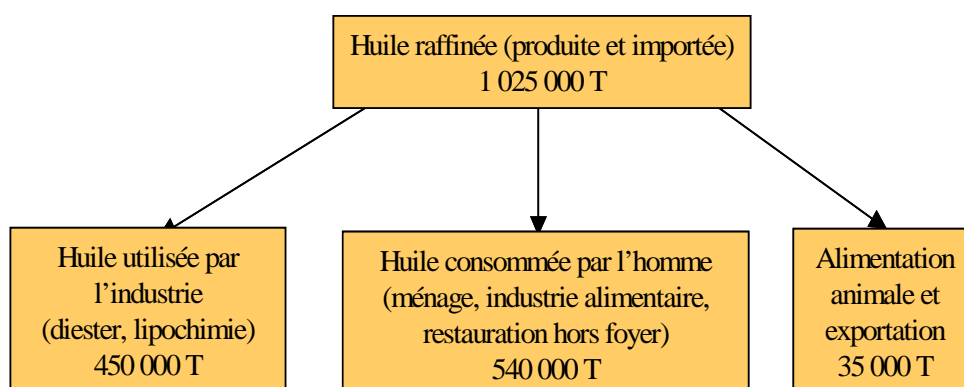 Huile raffinée (produite et importée)
1 025 000 T
Huile utilisée par
l’industrie
(diester, lipochimie)
450 000 T
Huile consommée par l’homme
(ménage, industrie alimentaire,
restauration hors foyer)
540 000 T
Alimentation
animale et
exportation
35 000 T